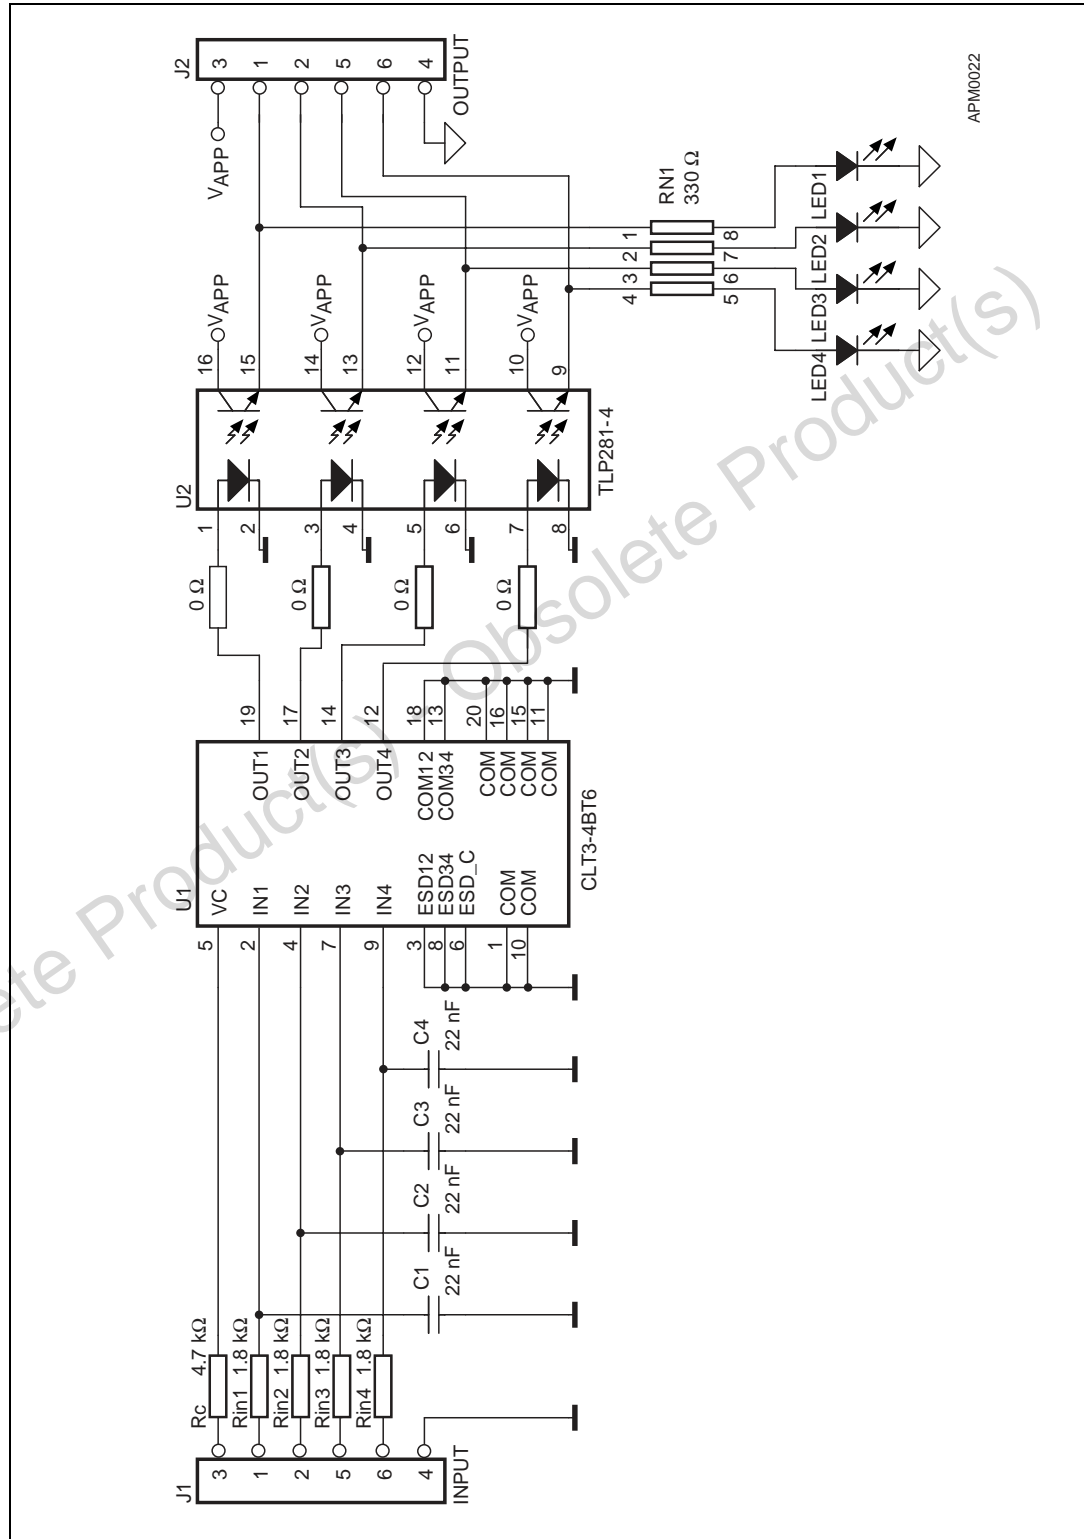 J1
3
1
2
5
6
4
INPUT
Rc 4.7 kΩ
Rin1 1.8 kΩ
Rin2 1.8 kΩ
Rin3 1.8 kΩ
Rin4 1.8 kΩ
C1
22 nF
C2
22 nF
C3
22 nF
C4
22 nF
5
2
4
7
9
3
8
6
1
10
U1
VC
IN1
IN2
IN3
IN4
ESD12
ESD34
ESD_C
COM
COM
OUT1
OUT2
OUT3
OUT4
COM12
COM34
COM
COM
COM
COM
CLT3-4BT6
19
17
14
12
18
13
20
16
15
11
0 Ω
0 Ω
0 Ω
0 Ω
1
2
3
4
5
6
7
8
U2
TLP281-4
16
15
14
13
12
11
10
9
VAPP
VAPP
VAPP
VAPP
VAPP
J2
3
1
2
5
6
4
OUTPUT
RN1
330 Ω
1
2
3
4
8
7
6
5
LED1
LED2
LED3
LED4
APM0022
ete Product(s) - Obsolete Product(s)